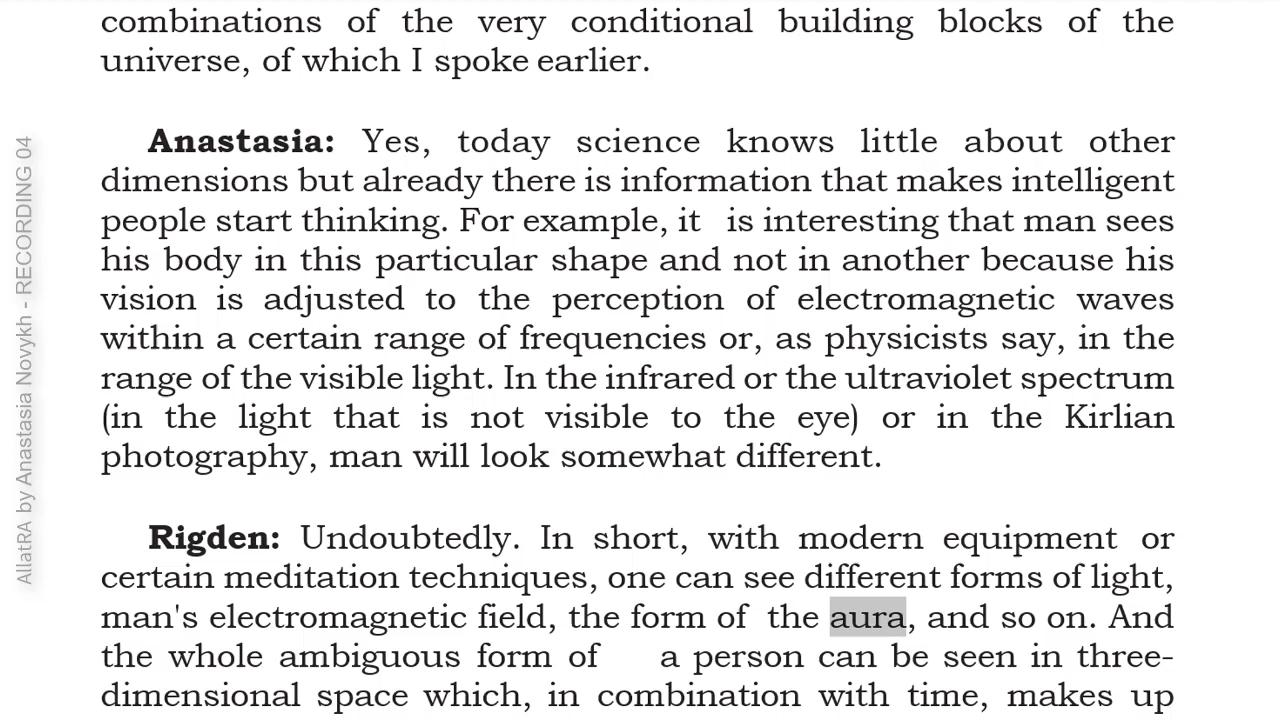 combinations of the very conditional building blocks of the
universe, of which I spoke earlier.
Anastasia: Yes, today science knows little about other
dimensions but already there is information that makes intelligent
people start thinking. For example, it is interesting that man sees
his body in this particular shape and not in another because his
vision is adjusted to the perception of electromagnetic waves
within a certain range of frequencies or, as physicists say, in the
range of the visible light. In the infrared or the ultraviolet spectrum
(in the light that is not visible to the eye) or in the Kirlian
photography, man will look somewhat different.
Rigden: Undoubtedly. In short, with modern equipment or
certain meditation techniques, one can see different forms of light,
man's electromagnetic field, the form of the aura, and so on. And
the whole ambiguous form of a person can be seen in three-
dimensional space which, in combination with time, makes up
AllatRA by Anastasia Novykh - RECORDING 04